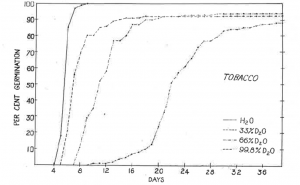 100
90
80
70
60
50
40
30
20
10
PER CENT GERMINATION
TOBACCO
H2O
33% D2O
66% D2O
99.8% D2O
4 8 12 16 20 24 28 32 36
DAYS